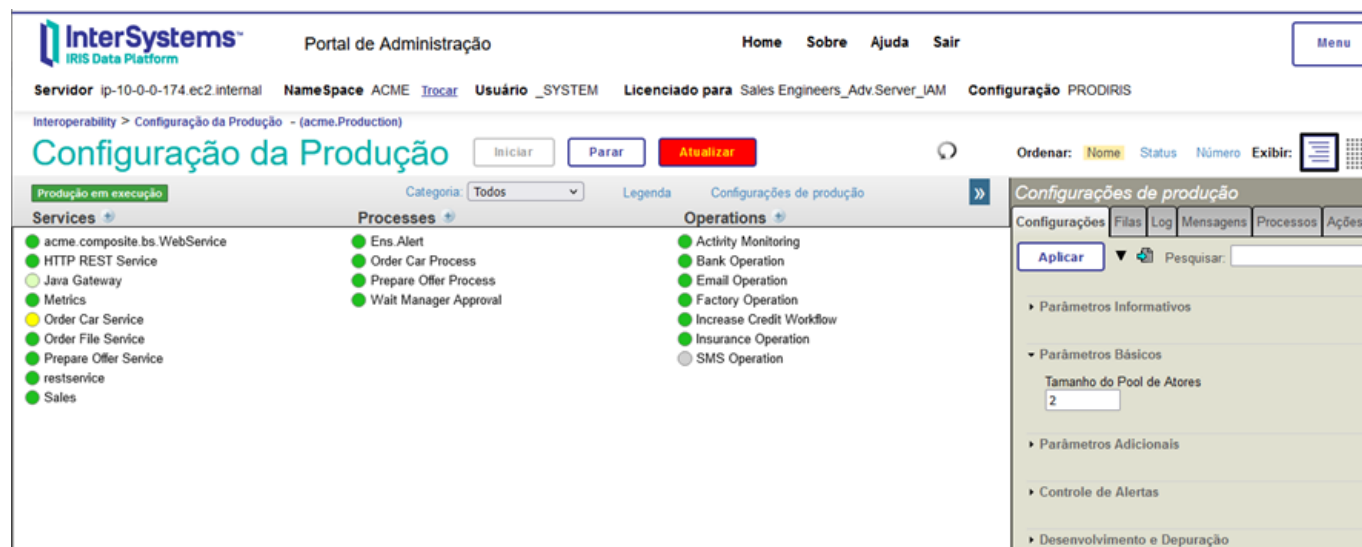 InterSystems™
IRIS Data Platform
Portal de Administração
Home Sobre Ajuda Sair
Menu
Servidor ip-10-0-0-174.ec2.internal NameSpace ACME Trocar Usuário _SYSTEM Licenciado para Sales Engineers_Adv.Server_IAM Configuração PRODIRIS
Interoperability > Configuração da Produção - (acme.Production)
Configuração da Produção Iniciar Parar Atualizar
Ordenar: Nome Status Número Exibir:
Produção em execução Categoria: Todos Legenda Configurações de produção »
Services Processes Operations
acme.composite.bs.WebService
HTTP REST Service
Java Gateway
Metrics
Order Car Service
Order File Service
Prepare Offer Service
restservice
Sales
Ens.Alert
Order Car Process
Prepare Offer Process
Wait Manager Approval
Activity Monitoring
Bank Operation
Email Operation
Factory Operation
Increase Credit Workflow
Insurance Operation
SMS Operation
Configurações de produção
Configurações Filas Log Mensagens Processos Ações
Aplicar Pesquisar:
Parâmetros Informativos
Parâmetros Básicos
Tamanho do Pool de Atores
2
Parâmetros Adicionais
Controle de Alertas
Desenvolvimento e Depuração